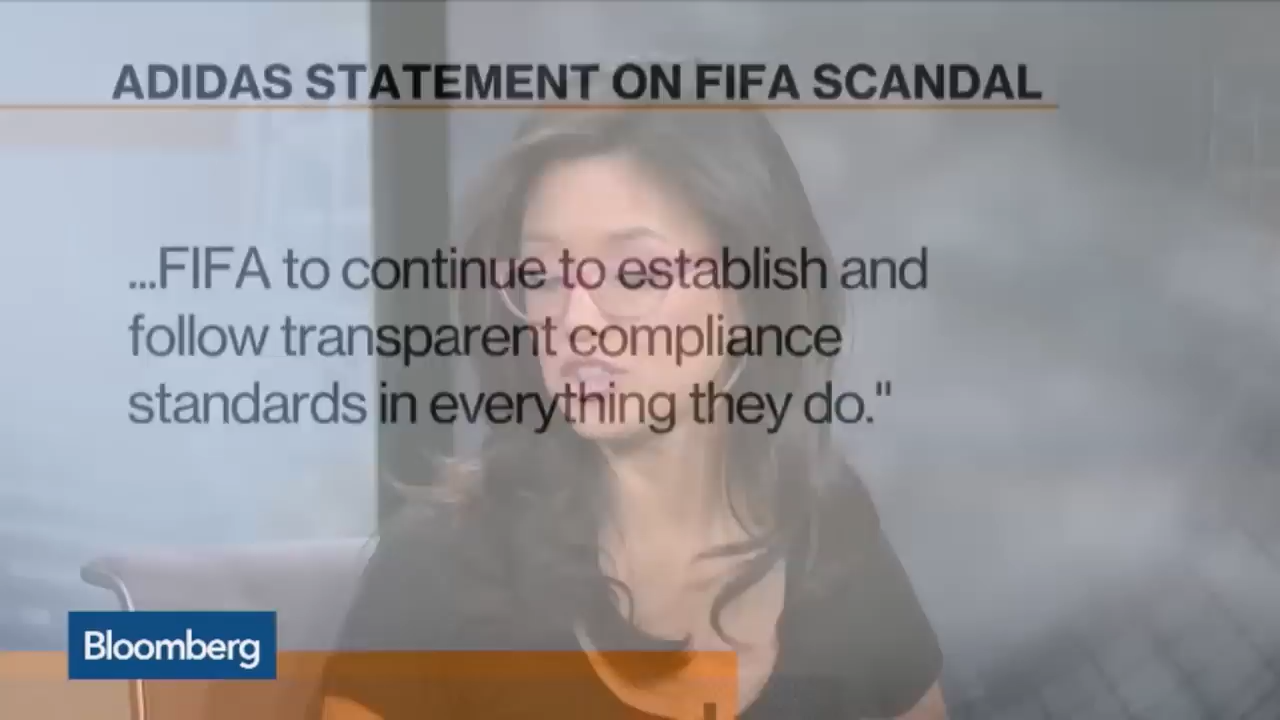 ADIDAS STATEMENT ON FIFA SCANDAL
...FIFA to continue to establish and
follow transparent compliance
standards in everything they do."
Bloomberg